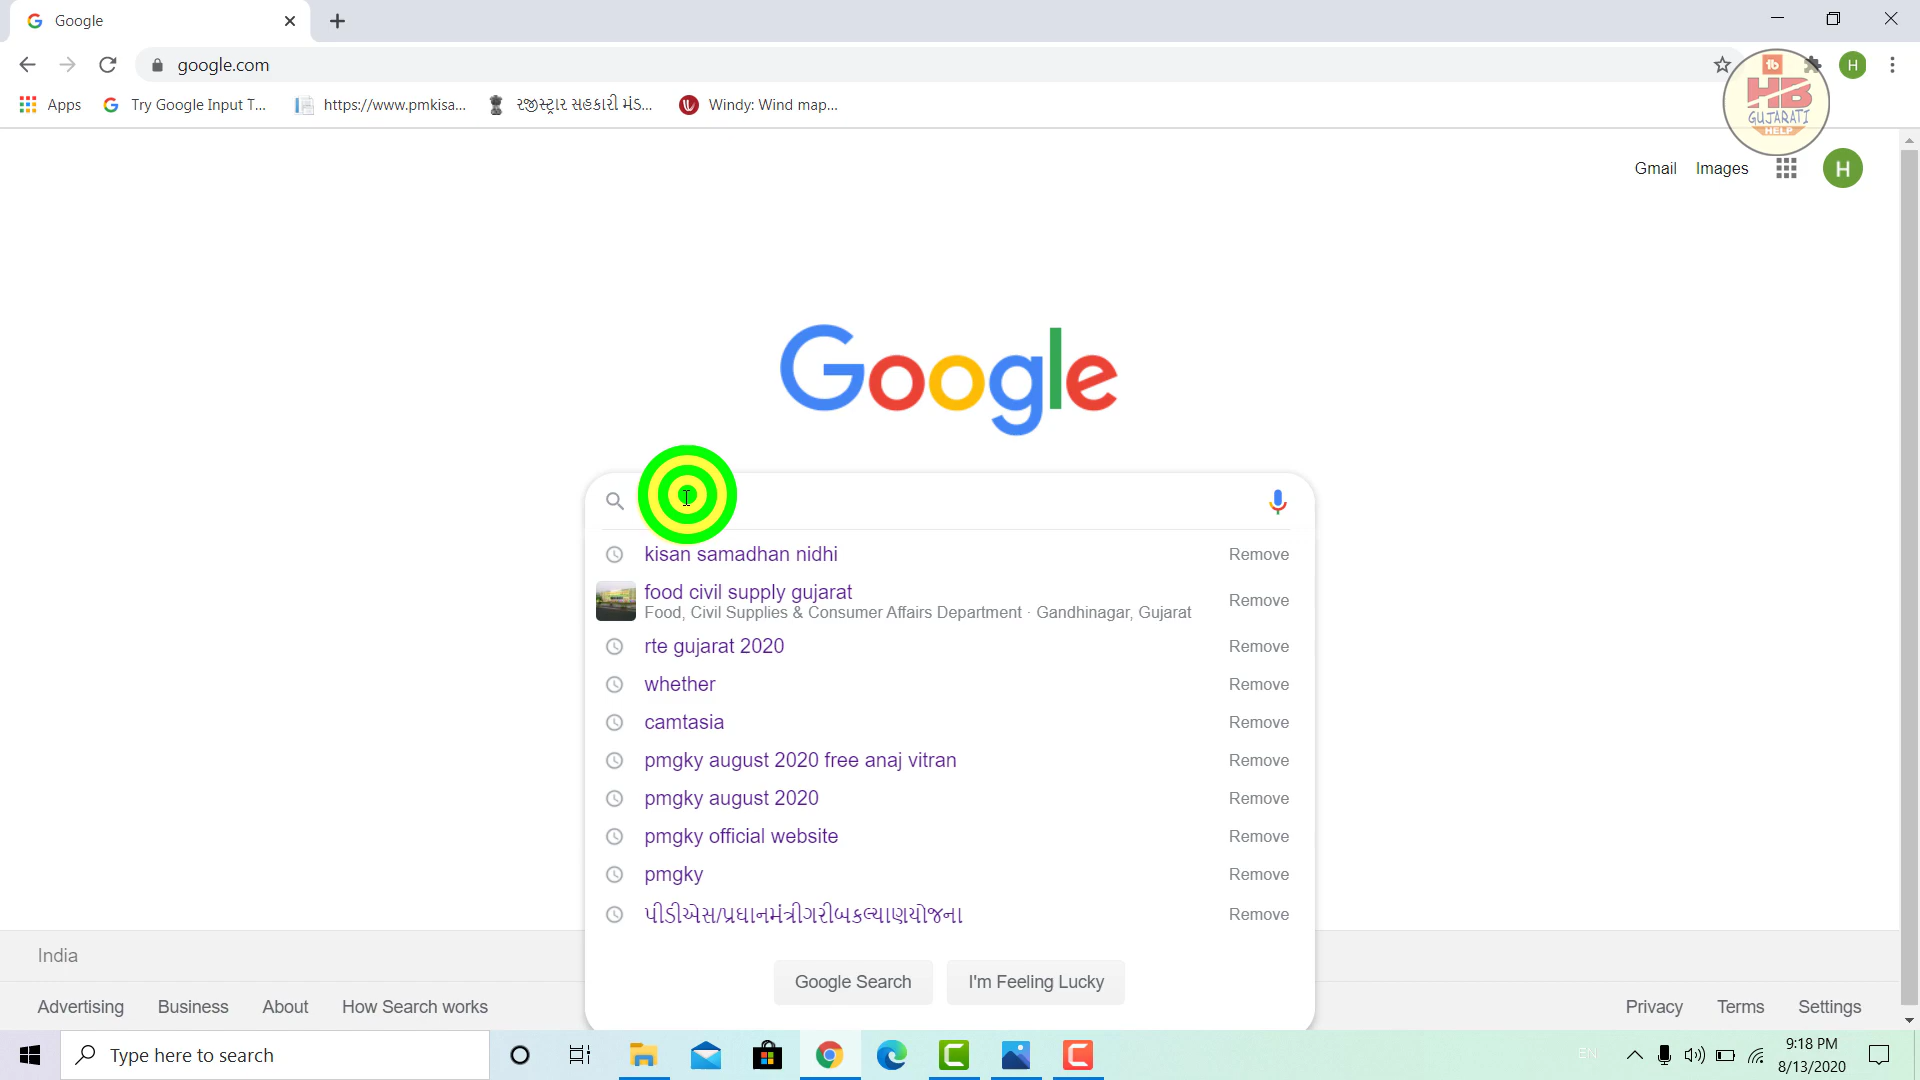 Google
google.com
Apps Try Google Input T... https://www.pmkisa... રજીસ્ટ્રાર સહકારી મંડ... Windy: Wind map...
HB
GUJARATI
HELP
Gmail Images H
Google
kisan samadhan nidhi Remove
food civil supply gujarat
Food, Civil Supplies & Consumer Affairs Department · Gandhinagar, Gujarat Remove
rte gujarat 2020 Remove
whether Remove
camtasia Remove
pmgky august 2020 free anaj vitran Remove
pmgky august 2020 Remove
pmgky official website Remove
pmgky Remove
પીડીએસ/પ્રધાનમંત્રીગરીબકલ્યાણયોજના Remove
Google Search I'm Feeling Lucky
India
Advertising Business About How Search works Privacy Terms Settings
Type here to search EN 9:18 PM
8/13/2020